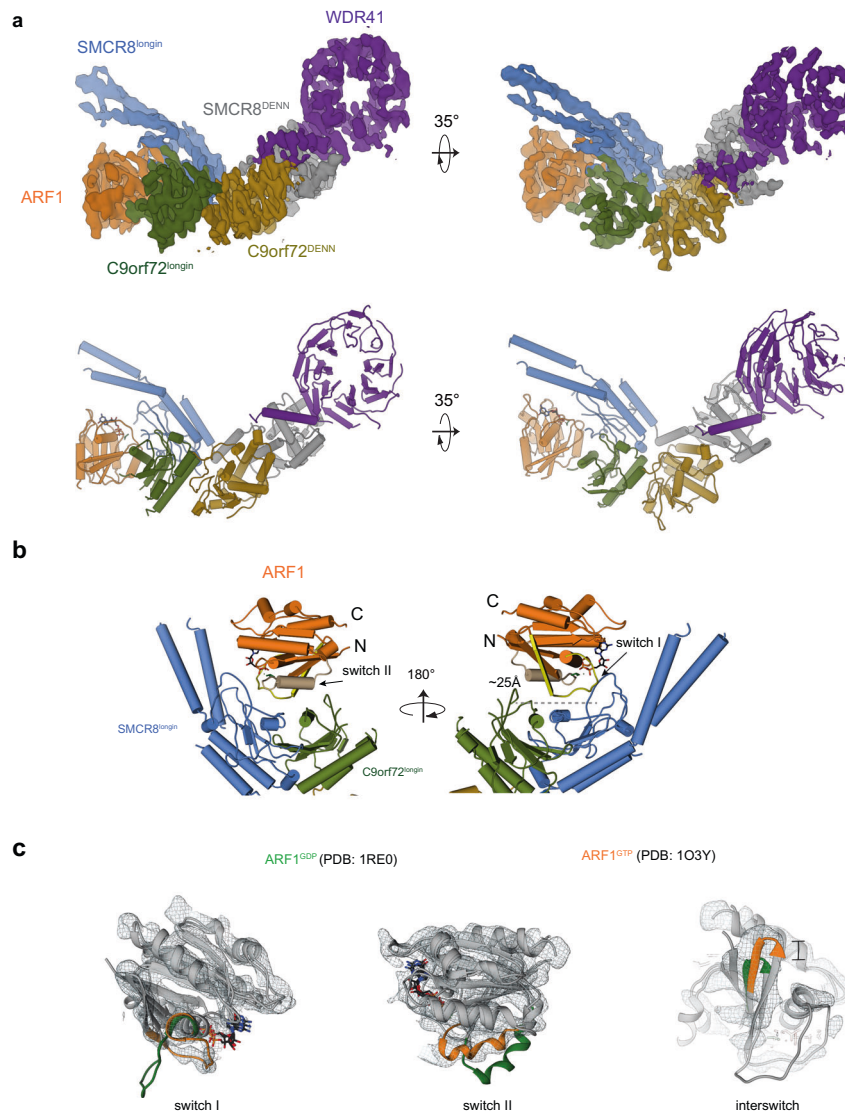 a
WDR41
SMCR8longin
SMCR8DENN
35°
ARF1
C9orf72DENN
C9orf72longin
35°
b
ARF1
C
N
switch II
180°
C
N
switch I
~25Å
SMCR8longin
C9orf72longin
c
ARF1GDP (PDB: 1RE0)
ARF1GTP (PDB: 1O3Y)
switch I
switch II
interswitch